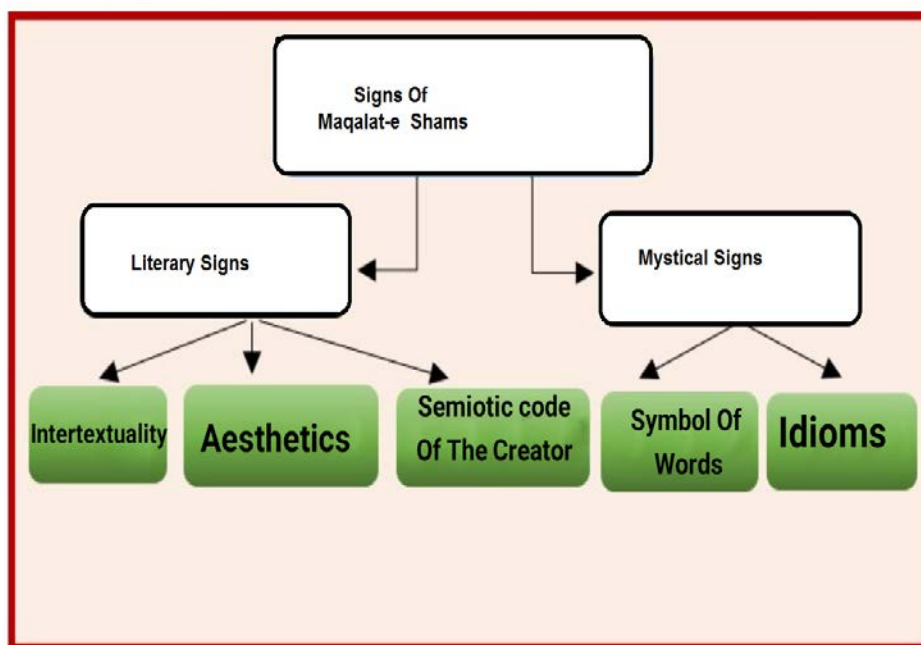 Signs Of
Maqalat-e Shams
Literary Signs
Mystical Signs
Intertextuality
Aesthetics
Semiotic code
Of The Creator
Symbol Of
Words
Idioms